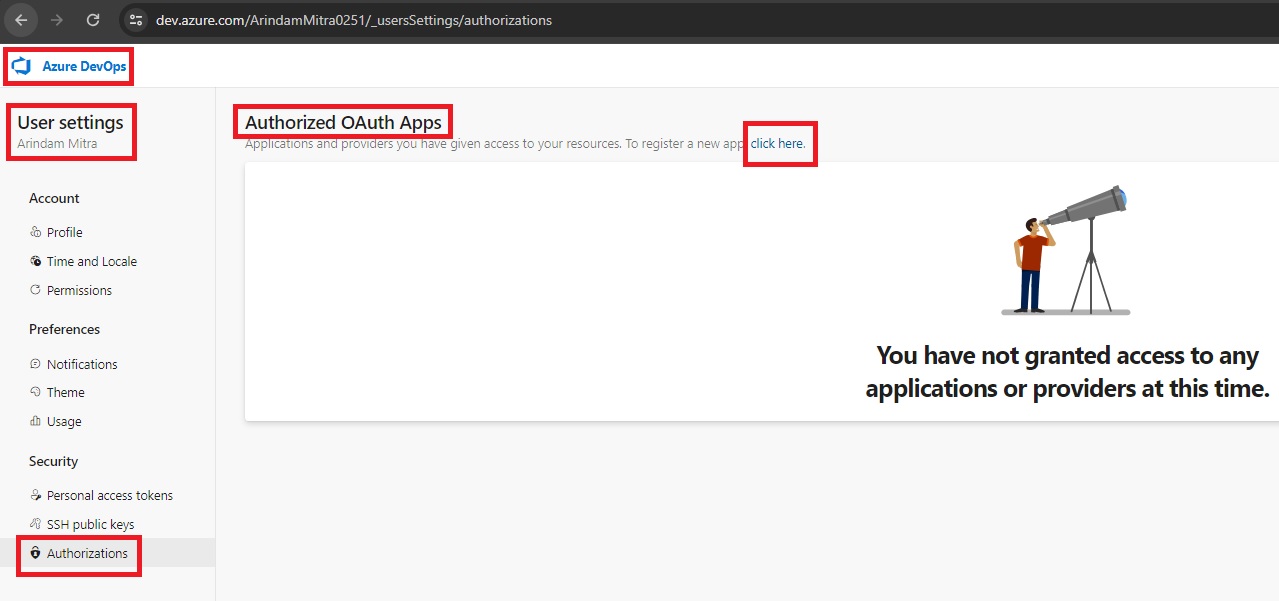 dev.azure.com/ArindamMitra0251/_usersSettings/authorizations
Azure DevOps
User settings
Arindam Mitra
Account
Profile
Time and Locale
Permissions
Preferences
Notifications
Theme
Usage
Security
Personal access tokens
SSH public keys
Authorizations
Authorized OAuth Apps
Applications and providers you have given access to your resources. To register a new app click here.
You have not granted access to any
applications or providers at this time.